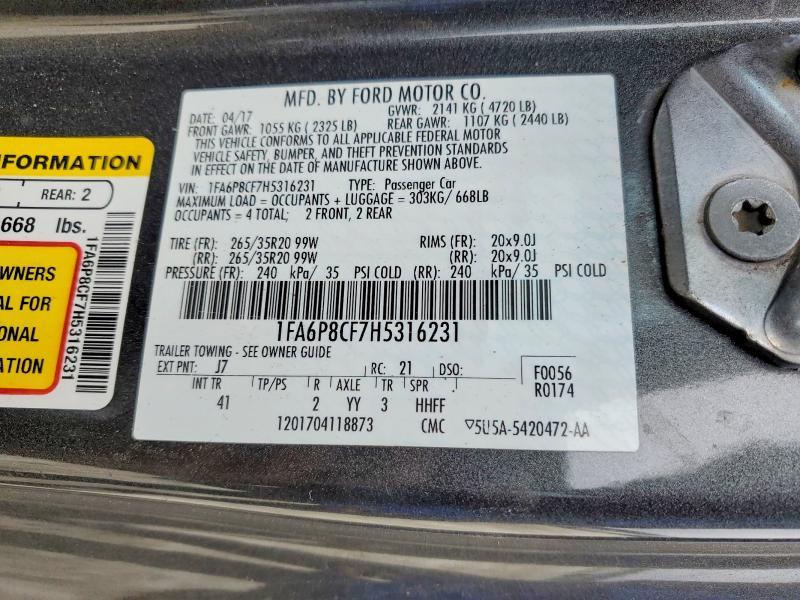 MFD. BY FORD MOTOR CO.
DATE: 04/17 GVWR: 2141 KG ( 4720 LB)
FRONT GAWR: 1055 KG ( 2325 LB) REAR GAWR: 1107 KG ( 2440 LB)
THIS VEHICLE CONFORMS TO ALL APPLICABLE FEDERAL MOTOR
VEHICLE SAFETY, BUMPER, AND THEFT PREVENTION STANDARDS
IN EFFECT ON THE DATE OF MANUFACTURE SHOWN ABOVE.
VIN: 1FA6P8CF7H5316231 TYPE: Passenger Car
MAXIMUM LOAD = OCCUPANTS + LUGGAGE = 303KG/ 668LB
OCCUPANTS = 4 TOTAL; 2 FRONT, 2 REAR
TIRE (FR): 265/35R20 99W RIMS (FR): 20x9.0J
(RR): 265/35R20 99W (RR): 20x9.0J
PRESSURE (FR): 240 kPa/ 35 PSI COLD (RR): 240 kPa/ 35 PSI COLD
1FA6P8CF7H5316231
TRAILER TOWING - SEE OWNER GUIDE
EXT PNT: J7 RC: 21 DSO:
F0056
R0174
INT TR TP/PS R AXLE TR SPR
41 2 YY 3 HHFF
1201704118873 CMC ▽5U5A-5420472-AA
INFORMATION
REAR: 2
668 lbs.
WNERS
AL FOR
IONAL
ATION
1FA6P8CF7H5316231